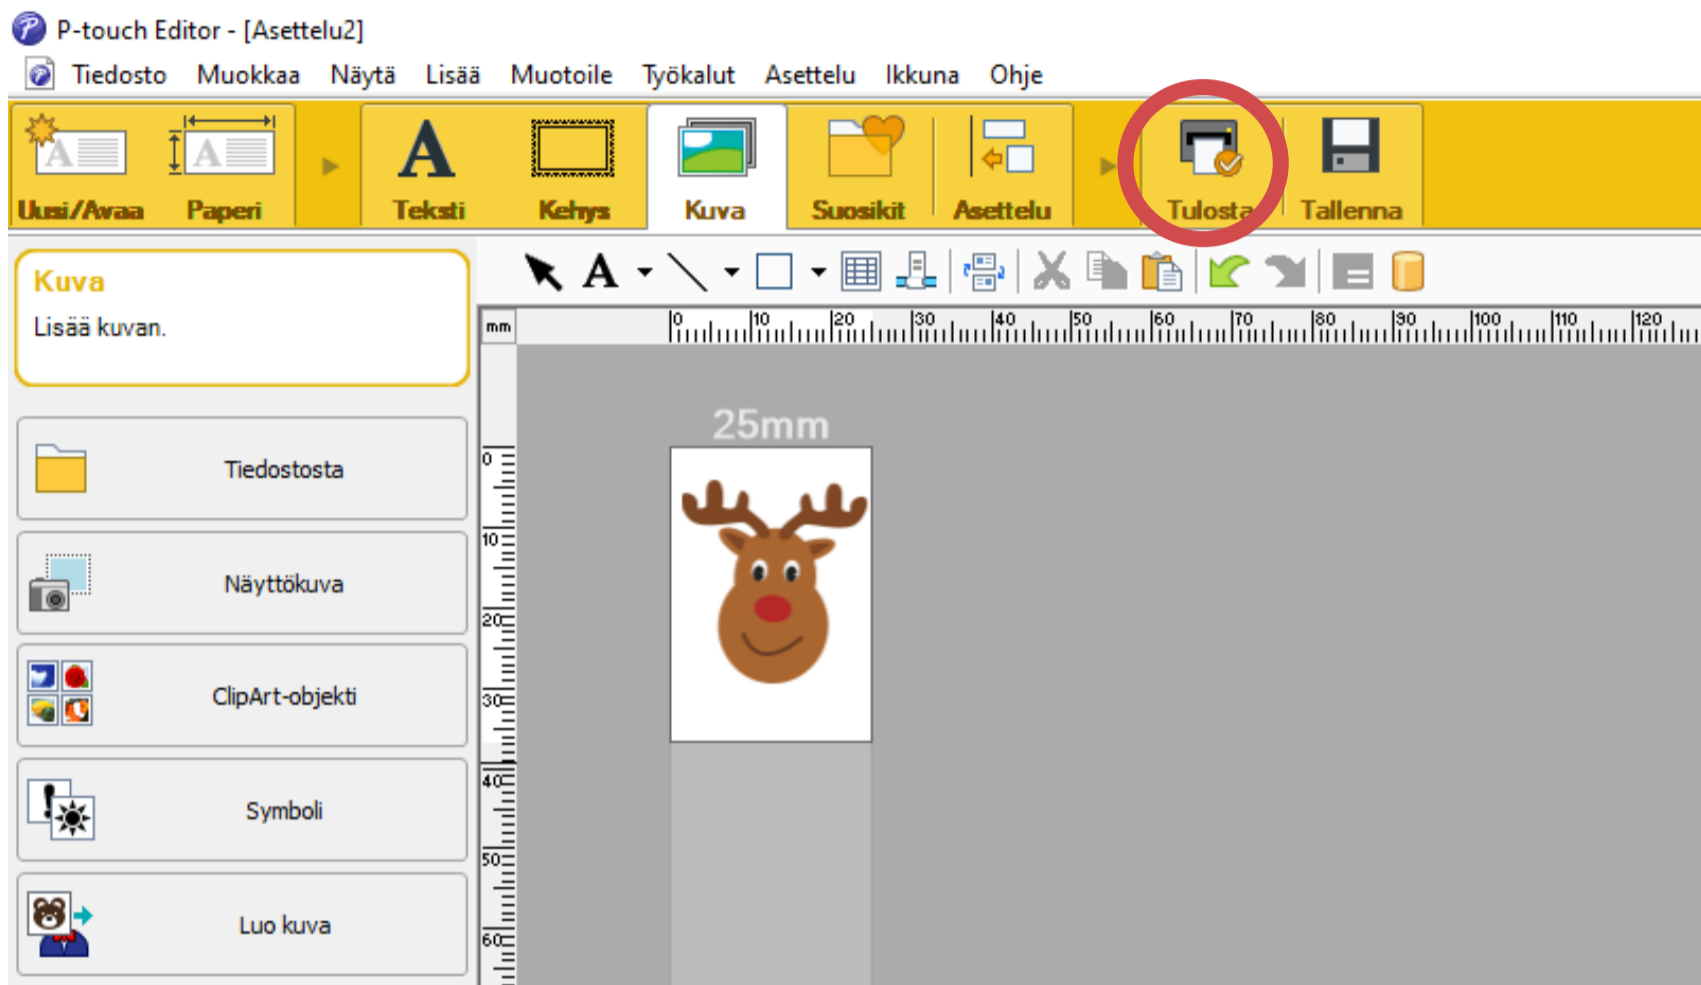 P-touch Editor - [Asettelu2]
Tiedosto Muokkaa Näytä Lisää Muotoile Työkalut Asettelu Ikkuna Ohje
Uusi/Avaa Paperi Teksti Kehys Kuva Suosikit Asettelu Tulosta Tallenna
Kuva
Lisää kuvan.
mm
0 10 20 30 40 50 60 70 80 90 100 110 120
25mm
0
10
20
30
40
50
60
Tiedostosta
Näyttökuva
ClipArt-objekti
Symboli
Luo kuva